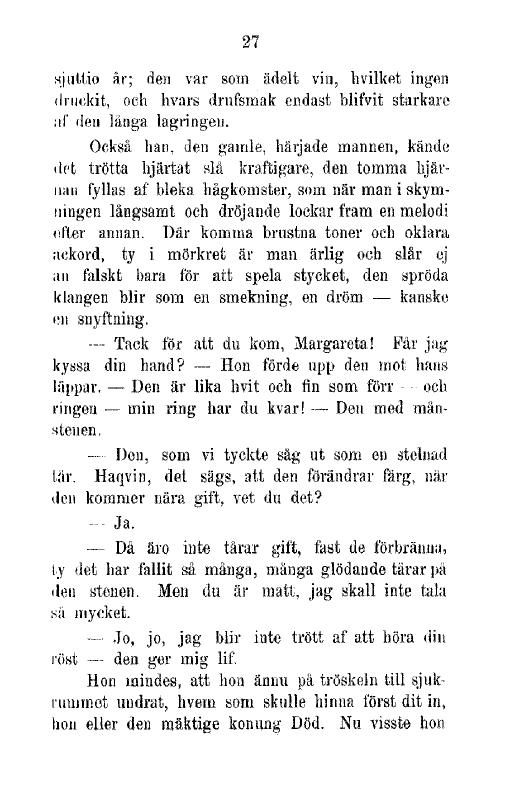 27
sjuttio år; den var som ädelt vin, hvilket ingen
druckit, och hvars drufsmak endast blifvit starkare
af den långa lagringen.
Också han, den gamle, härjade mannen, kände
det trötta hjärtat slå kraftigare, den tomma hjär-
nan fyllas af bleka hågkomster, som när man i skym-
ningen långsamt och dröjande lockar fram en melodi
efter annan. Där komma brustna toner och oklara
ackord, ty i mörkret är man ärlig och slår ej
an falskt bara för att spela stycket, den spröda
klangen blir som en smekning, en dröm — kanske
en snyftning.
— Tack för att du kom, Margareta! Får jag
kyssa din hand? — Hon förde upp den mot hans
läppar. — Den är lika hvit och fin som förr — och
ringen — min ring har du kvar! — Den med mån-
stenen.
— Den, som vi tyckte såg ut som en stelnad
tår. Haqvin, det sägs, att den förändrar färg, när
den kommer nära gift, vet du det?
— Ja.
— Då äro inte tårar gift, fast de förbränna,
ty det har fallit så många, många glödande tårar på
den stenen. Men du är matt, jag skall inte tala
så mycket.
— Jo, jo, jag blir inte trött af att höra din
röst — den ger mig lif.
Hon mindes, att hon ännu på tröskeln till sjuk-
rummet undrat, hvem som skulle hinna först dit in,
hon eller den mäktige konung Död. Nu visste hon